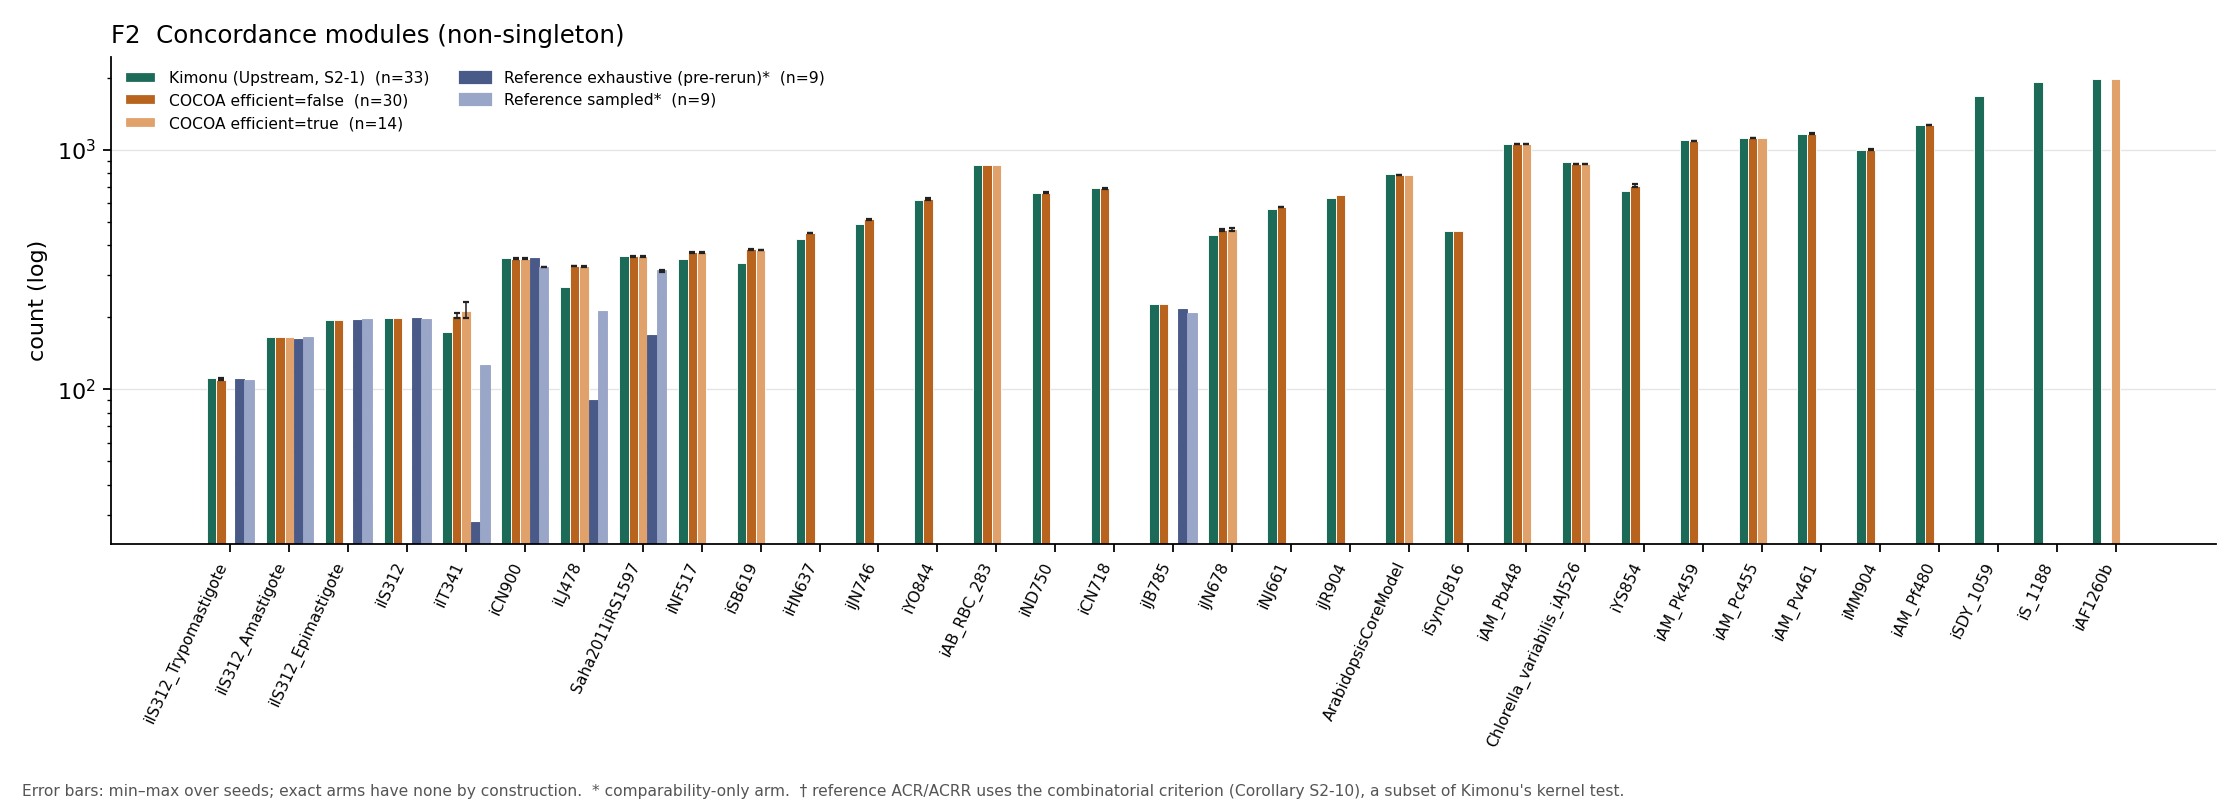 F2  Concordance modules (non-singleton)
Kimonu (Upstream, S2-1)  (n=33)
COCOA efficient=false  (n=30)
COCOA efficient=true  (n=14)
Reference exhaustive (pre-rerun)*  (n=9)
Reference sampled*  (n=9)
count (log)
10³
10²
iIS312_Trypomastigote
iIS312_Amastigote
iIS312_Epimastigote
iIS312
iIT341
iCN900
iLJ478
Saha2011iRS1597
iNF517
iSB619
iHN637
iJN746
iYO844
iAB_RBC_283
iND750
iCN718
iJB785
iJN678
iNJ661
iJR904
ArabidopsisCoreModel
iSynCJ816
iAM_Pb448
Chlorella_variabilis_iAJ526
iYS854
iAM_Pk459
iAM_Pc455
iAM_Pv461
iMM904
iAM_Pf480
iSDY_1059
iS_1188
iAF1260b
Error bars: min–max over seeds; exact arms have none by construction.  * comparability-only arm.  † reference ACR/ACRR uses the combinatorial criterion (Corollary S2-10), a subset of Kimonu's kernel test.